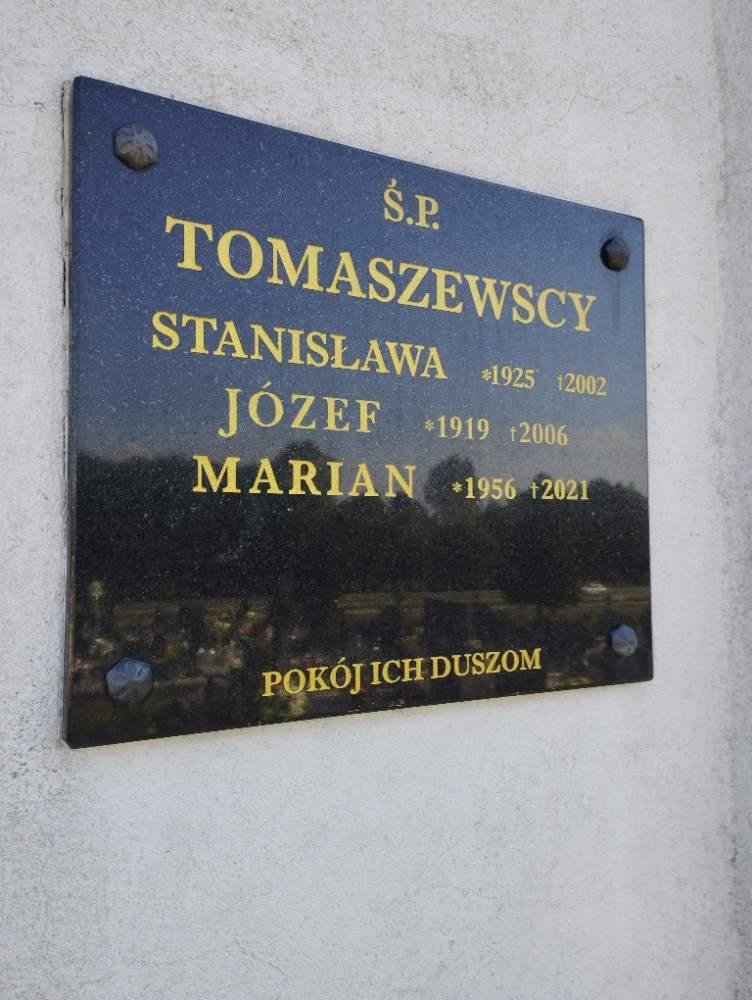 Ś.P.
TOMASZEWSCY
STANISŁAWA *1925 †2002
JÓZEF *1919 †2006
MARIAN *1956 †2021
POKÓJ ICH DUSZOM